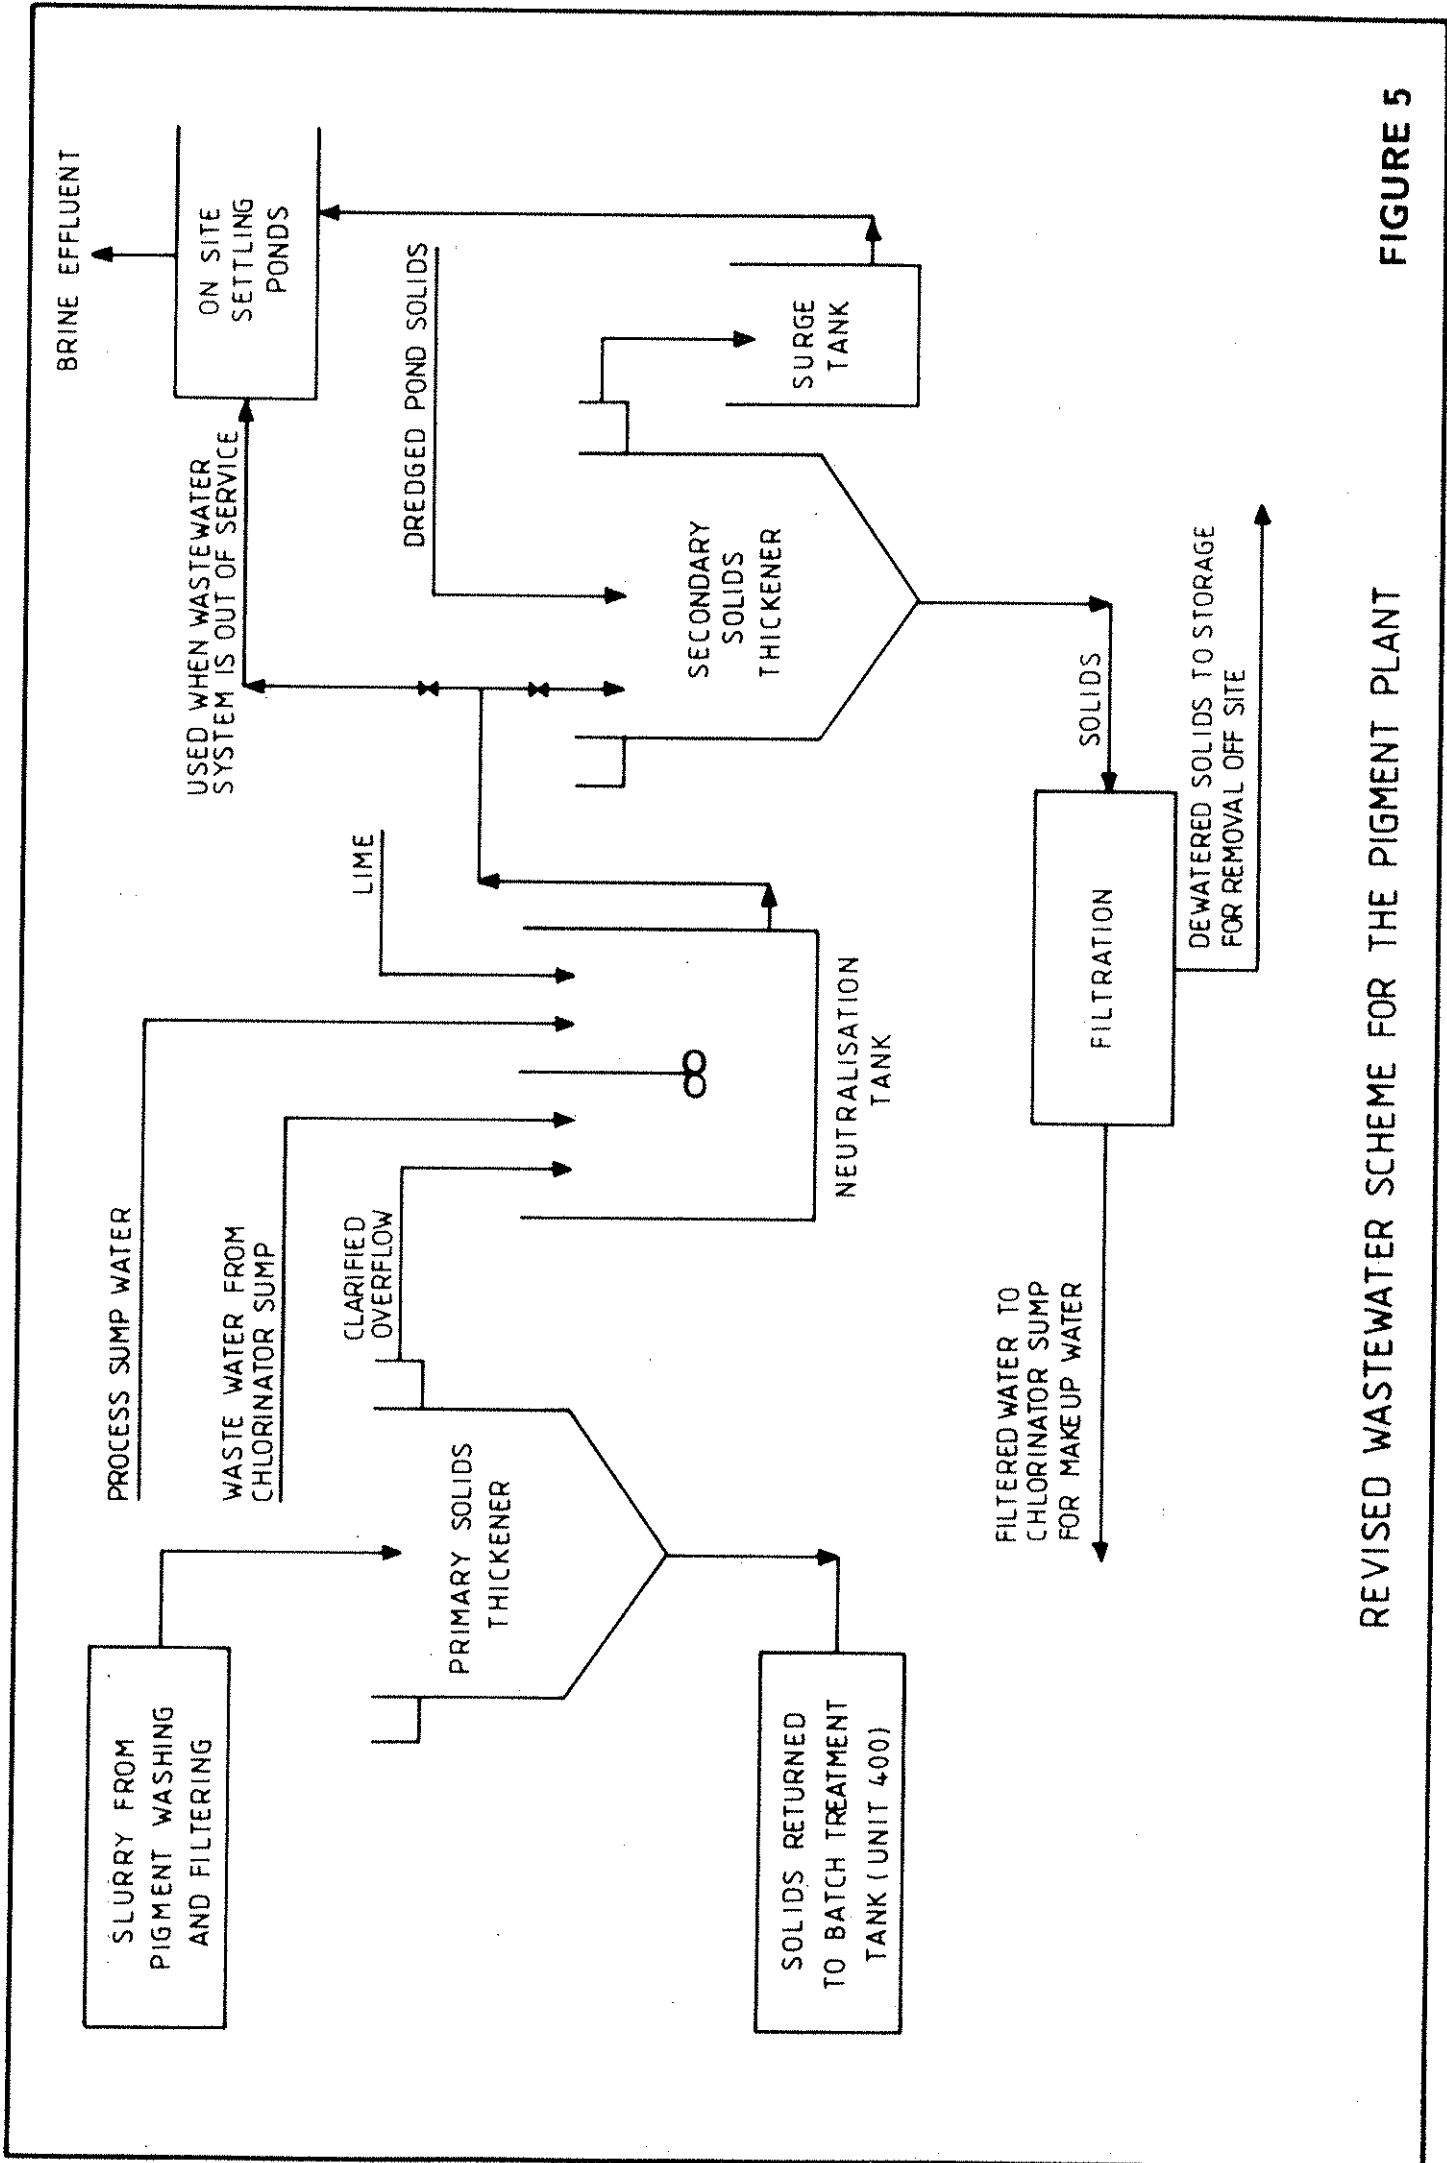 SLURRY FROM
PIGMENT WASHING
AND FILTERING
PROCESS SUMP WATER
WASTE WATER FROM
CHLORINATOR SUMP
CLARIFIED
OVERFLOW
LIME
USED WHEN WASTEWATER
SYSTEM IS OUT OF SERVICE
BRINE EFFLUENT
ON SITE
SETTLING
PONDS
DREDGED POND SOLIDS
PRIMARY SOLIDS
THICKENER
SECONDARY
SOLIDS
THICKENER
SURGE
TANK
NEUTRALISATION
TANK
SOLIDS RETURNED
TO BATCH TREATMENT
TANK (UNIT 400)
FILTERED WATER TO
CHLORINATOR SUMP
FOR MAKEUP WATER
FILTRATION
SOLIDS
DEWATERED SOLIDS TO STORAGE
FOR REMOVAL OFF SITE
REVISED WASTEWATER SCHEME FOR THE PIGMENT PLANT
FIGURE 5